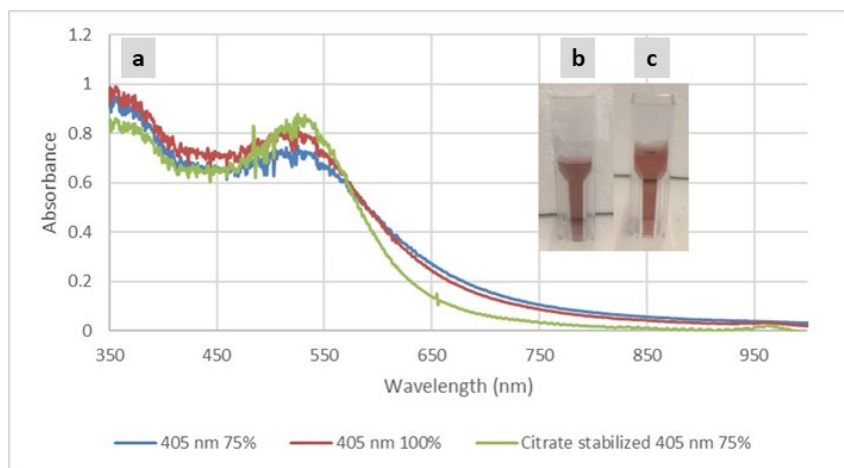 a
b
c
1.2
1
0.8
0.6
0.4
0.2
0
Absorbance
350 450 550 650 750 850 950
Wavelength (nm)
405 nm 75% 405 nm 100% Citrate stabilized 405 nm 75%